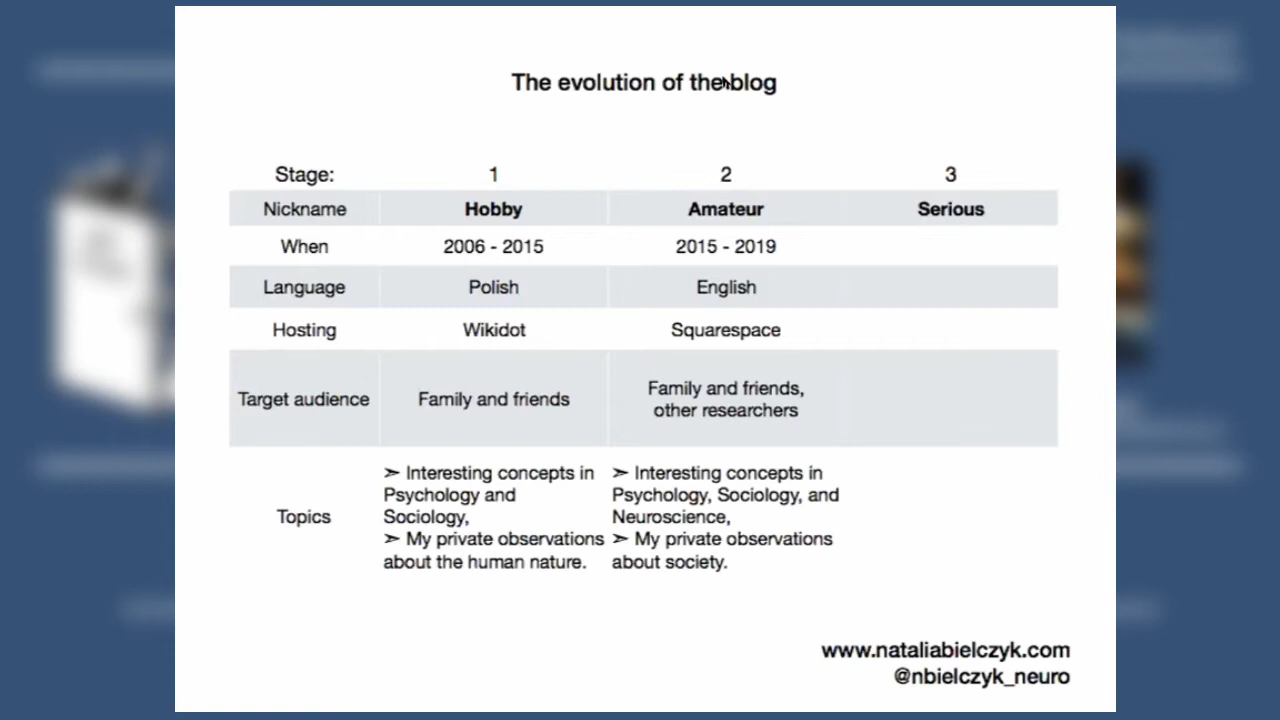 The evolution of the blog
Stage: 1 2 3
Nickname Hobby Amateur Serious
When 2006 - 2015 2015 - 2019
Language Polish English
Hosting Wikidot Squarespace
Target audience Family and friends Family and friends,
other researchers
Topics
➢ Interesting concepts in
Psychology and
Sociology,
➢ My private observations
about the human nature.
➢ Interesting concepts in
Psychology, Sociology, and
Neuroscience,
➢ My private observations
about society.
www.nataliabielczyk.com
@nbielczyk_neuro